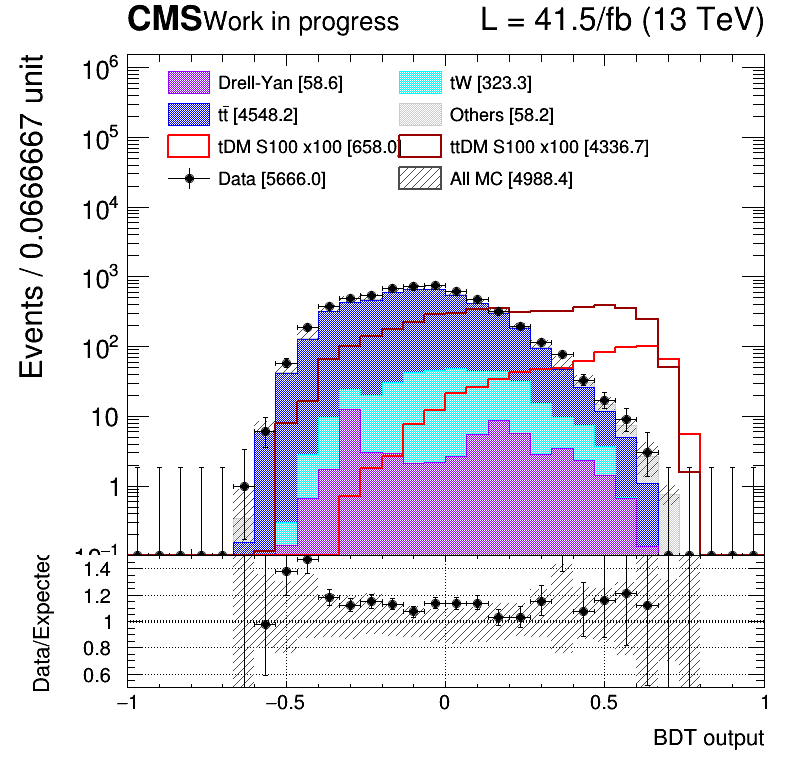 CMS Work in progress L = 41.5/fb (13 TeV)
Events / 0.0666667 unit
10⁶
10⁵
10⁴
10³
10²
10
1
10⁻¹
Drell-Yan [58.6] tW [323.3]
tt̄ [4548.2] Others [58.2]
tDM S100 x100 [658.0] ttDM S100 x100 [4336.7]
Data [5666.0] All MC [4988.4]
Data/Expected
1.4
1.2
1
0.8
0.6
−1 −0.5 0 0.5 1
BDT output